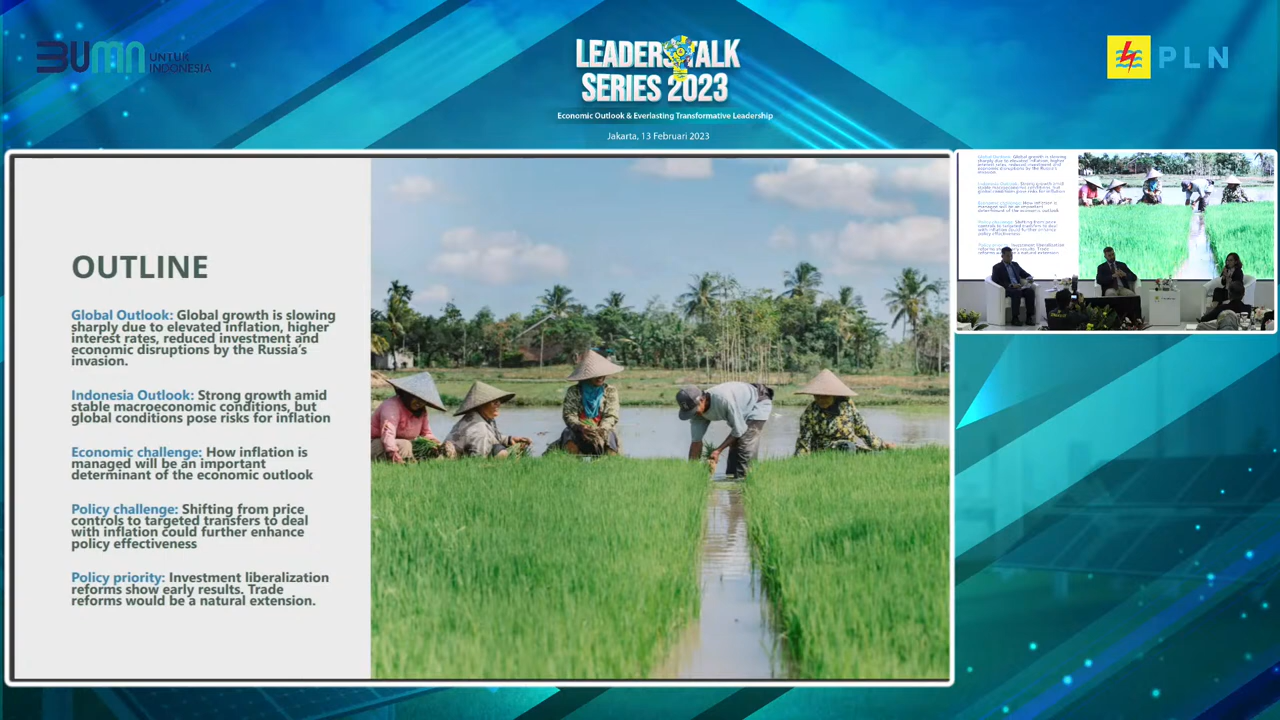 BUMN
UNTUK
INDONESIA
LEADERS TALK
SERIES 2023
Economic Outlook & Everlasting Transformative Leadership
Jakarta, 13 Februari 2023
PLN
OUTLINE
Global Outlook: Global growth is slowing
sharply due to elevated inflation, higher
interest rates, reduced investment and
economic disruptions by the Russia's
invasion.
Indonesia Outlook: Strong growth amid
stable macroeconomic conditions, but
global conditions pose risks for inflation
Economic challenge: How inflation is
managed will be an important
determinant of the economic outlook
Policy challenge: Shifting from price
controls to targeted transfers to deal
with inflation could further enhance
policy effectiveness
Policy priority: Investment liberalization
reforms show early results. Trade
reforms would be a natural extension.